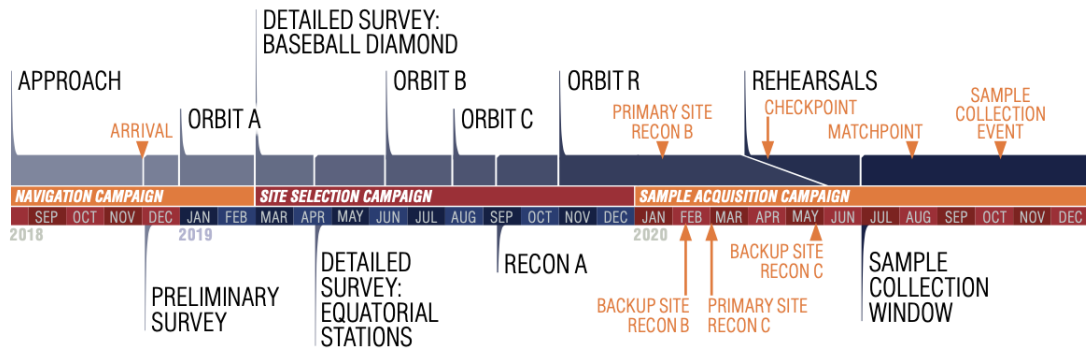 DETAILED SURVEY:
BASEBALL DIAMOND
APPROACH
ORBIT A
ORBIT B
ORBIT C
ORBIT R
REHEARSALS
ARRIVAL
PRIMARY SITE
RECON B
CHECKPOINT
MATCHPOINT
SAMPLE
COLLECTION
EVENT
NAVIGATION CAMPAIGN
SITE SELECTION CAMPAIGN
SAMPLE ACQUISITION CAMPAIGN
SEP OCT NOV DEC JAN FEB MAR APR MAY JUN JUL AUG SEP OCT NOV DEC JAN FEB MAR APR MAY JUN JUL AUG SEP OCT NOV DEC
2018 2019 2020
PRELIMINARY
SURVEY
DETAILED
SURVEY:
EQUATORIAL
STATIONS
RECON A
BACKUP SITE
RECON B
PRIMARY SITE
RECON C
BACKUP SITE
RECON C
SAMPLE
COLLECTION
WINDOW